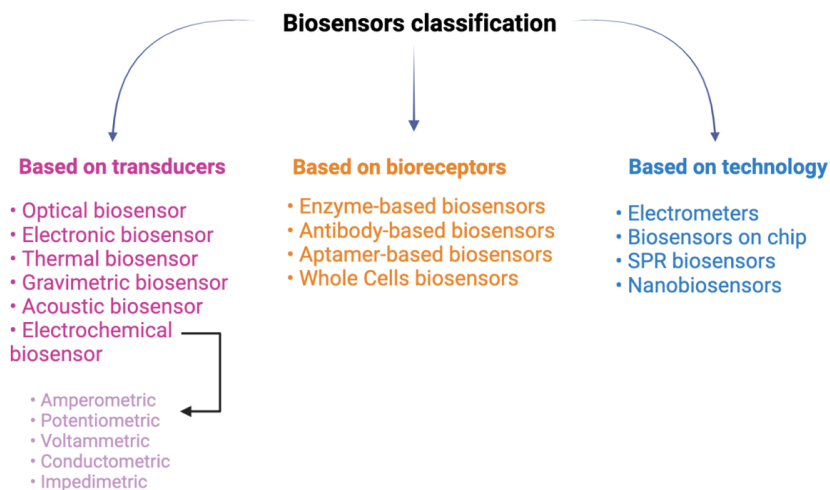 Biosensors classification
Based on transducers
• Optical biosensor
• Electronic biosensor
• Thermal biosensor
• Gravimetric biosensor
• Acoustic biosensor
• Electrochemical
biosensor
• Amperometric
• Potentiometric
• Voltammetric
• Conductometric
• Impedimetric
Based on bioreceptors
• Enzyme-based biosensors
• Antibody-based biosensors
• Aptamer-based biosensors
• Whole Cells biosensors
Based on technology
• Electrometers
• Biosensors on chip
• SPR biosensors
• Nanobiosensors